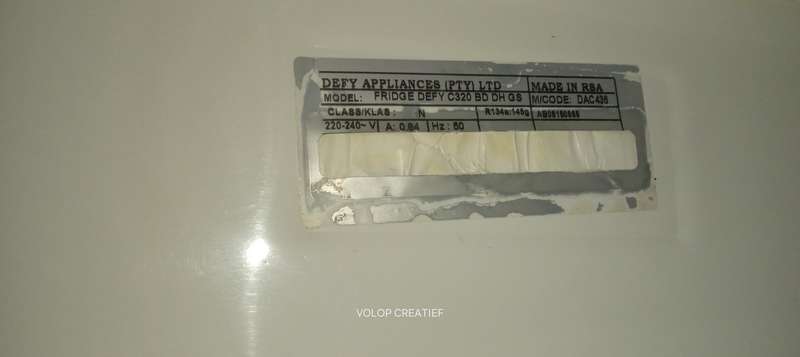 DEFY APPLIANCES (PTY) LTD MADE IN RSA
MODEL: FRIDGE DEFY C320 BD DH GS M/CODE: DAC435
CLASS/KLAS : N R134a:145g
220-240~ V A: 0,84 Hz : 50
VOLOP CREATIEF